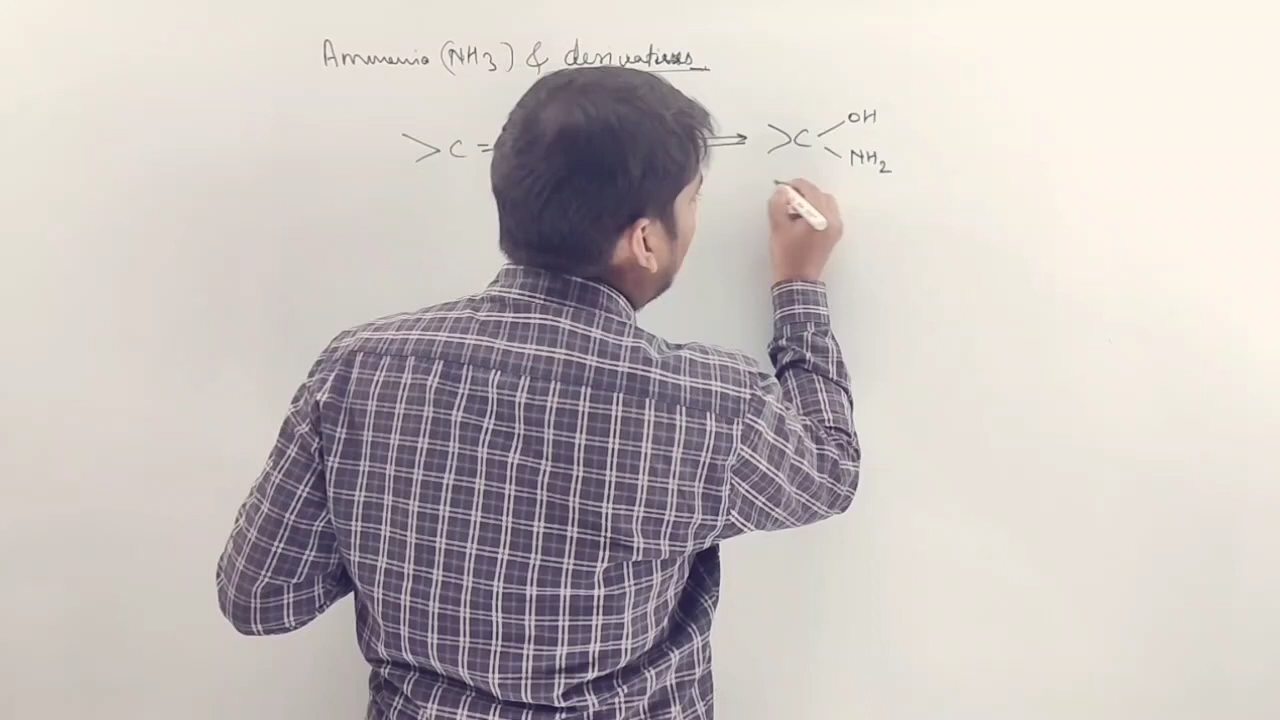 Ammonia (NH3) & derivatives
>C= ⇒ >C OH
NH2